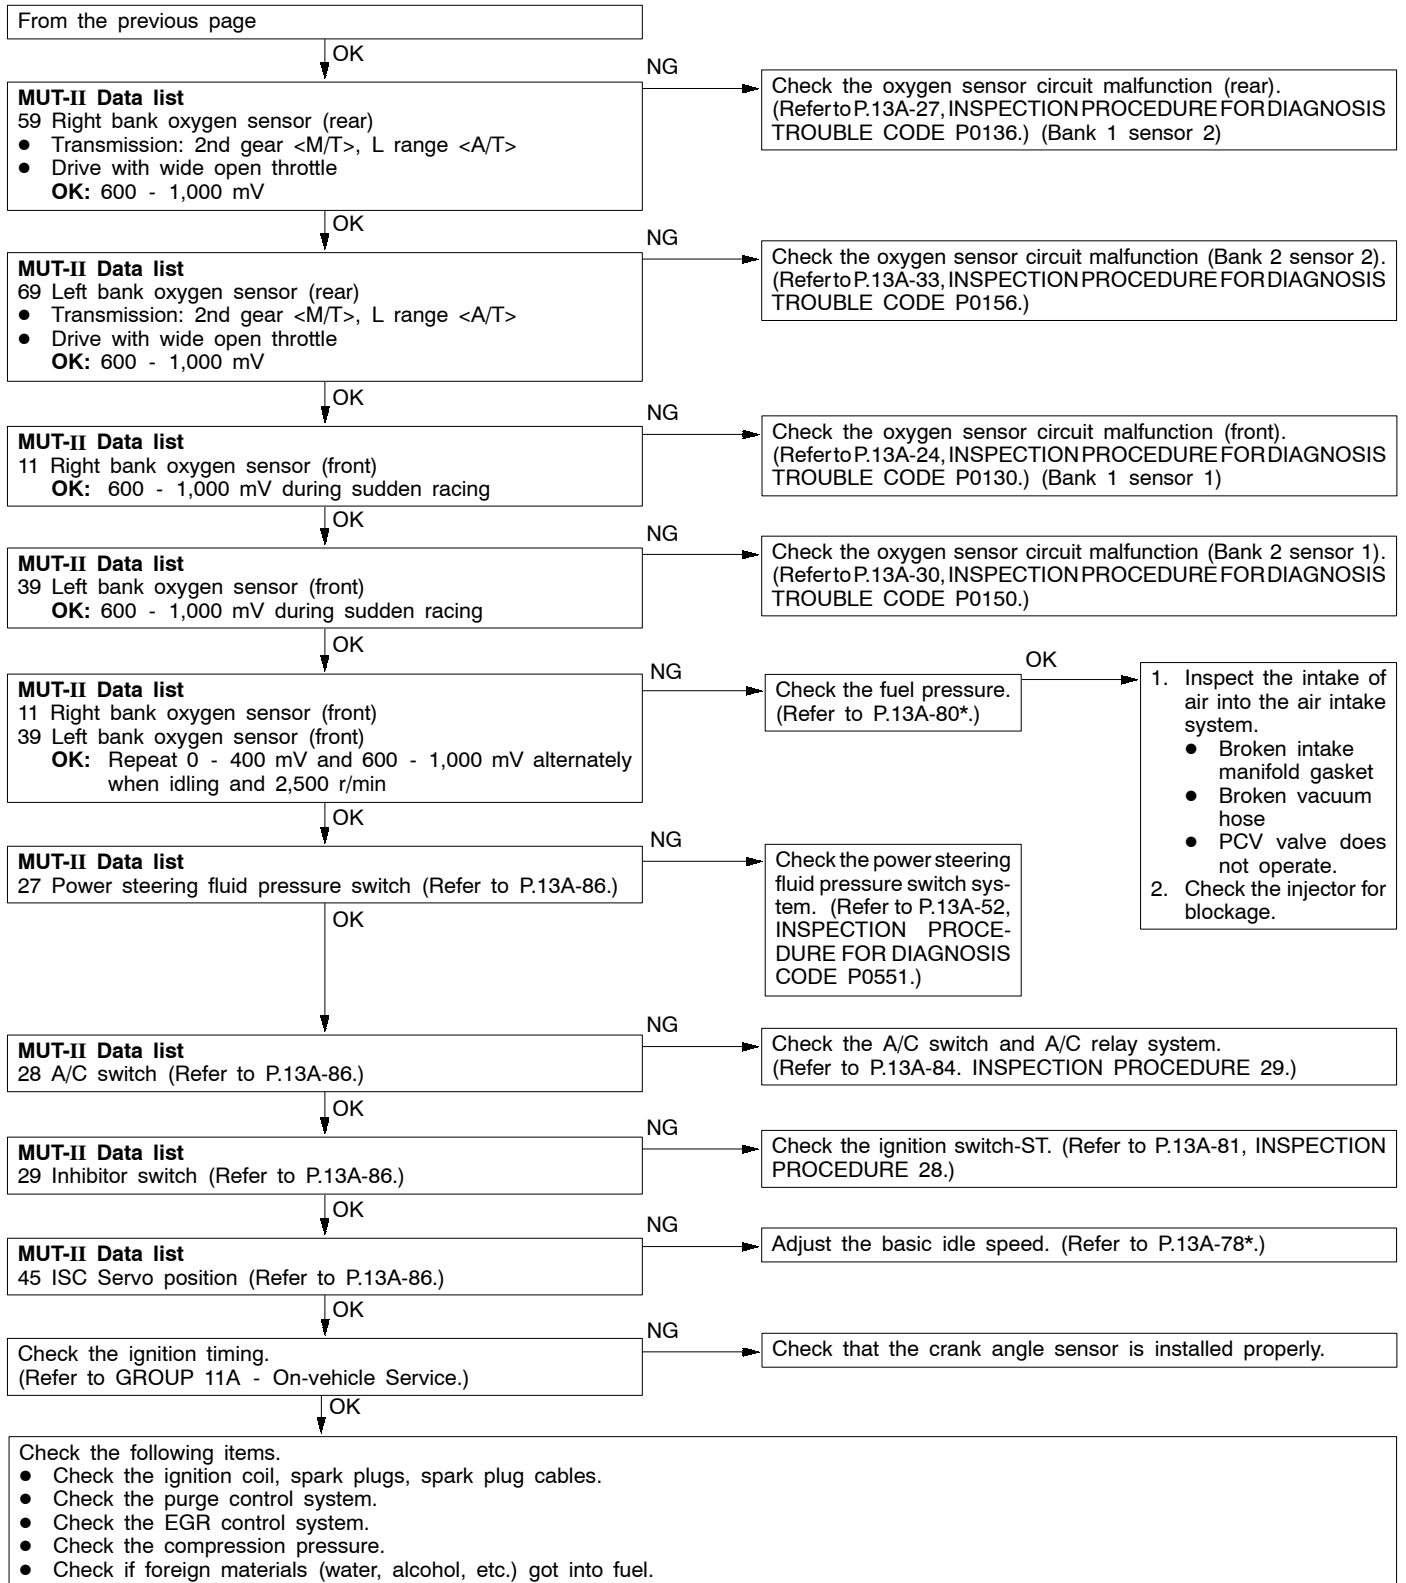 From the previous page
OK
NG
MUT-II Data list
59 Right bank oxygen sensor (rear)
● Transmission: 2nd gear <M/T>, L range <A/T>
● Drive with wide open throttle
OK: 600 - 1,000 mV
Check the oxygen sensor circuit malfunction (rear).
(Refer to P.13A-27, INSPECTION PROCEDURE FOR DIAGNOSIS
TROUBLE CODE P0136.) (Bank 1 sensor 2)
OK
NG
MUT-II Data list
69 Left bank oxygen sensor (rear)
● Transmission: 2nd gear <M/T>, L range <A/T>
● Drive with wide open throttle
OK: 600 - 1,000 mV
Check the oxygen sensor circuit malfunction (Bank 2 sensor 2).
(Refer to P.13A-33, INSPECTION PROCEDURE FOR DIAGNOSIS
TROUBLE CODE P0156.)
OK
NG
MUT-II Data list
11 Right bank oxygen sensor (front)
OK: 600 - 1,000 mV during sudden racing
Check the oxygen sensor circuit malfunction (front).
(Refer to P.13A-24, INSPECTION PROCEDURE FOR DIAGNOSIS
TROUBLE CODE P0130.) (Bank 1 sensor 1)
OK
NG
MUT-II Data list
39 Left bank oxygen sensor (front)
OK: 600 - 1,000 mV during sudden racing
Check the oxygen sensor circuit malfunction (Bank 2 sensor 1).
(Refer to P.13A-30, INSPECTION PROCEDURE FOR DIAGNOSIS
TROUBLE CODE P0150.)
OK
NG
MUT-II Data list
11 Right bank oxygen sensor (front)
39 Left bank oxygen sensor (front)
OK: Repeat 0 - 400 mV and 600 - 1,000 mV alternately
when idling and 2,500 r/min
Check the fuel pressure.
(Refer to P.13A-80*.)
OK
1. Inspect the intake of
air into the air intake
system.
● Broken intake
manifold gasket
● Broken vacuum
hose
● PCV valve does
not operate.
2. Check the injector for
blockage.
OK
NG
MUT-II Data list
27 Power steering fluid pressure switch (Refer to P.13A-86.)
Check the power steering
fluid pressure switch sys-
tem. (Refer to P.13A-52,
INSPECTION PROCE-
DURE FOR DIAGNOSIS
CODE P0551.)
OK
NG
MUT-II Data list
28 A/C switch (Refer to P.13A-86.)
Check the A/C switch and A/C relay system.
(Refer to P.13A-84. INSPECTION PROCEDURE 29.)
OK
NG
MUT-II Data list
29 Inhibitor switch (Refer to P.13A-86.)
Check the ignition switch-ST. (Refer to P.13A-81, INSPECTION
PROCEDURE 28.)
OK
NG
MUT-II Data list
45 ISC Servo position (Refer to P.13A-86.)
Adjust the basic idle speed. (Refer to P.13A-78*.)
OK
NG
Check the ignition timing.
(Refer to GROUP 11A - On-vehicle Service.)
Check that the crank angle sensor is installed properly.
OK
Check the following items.
● Check the ignition coil, spark plugs, spark plug cables.
● Check the purge control system.
● Check the EGR control system.
● Check the compression pressure.
● Check if foreign materials (water, alcohol, etc.) got into fuel.